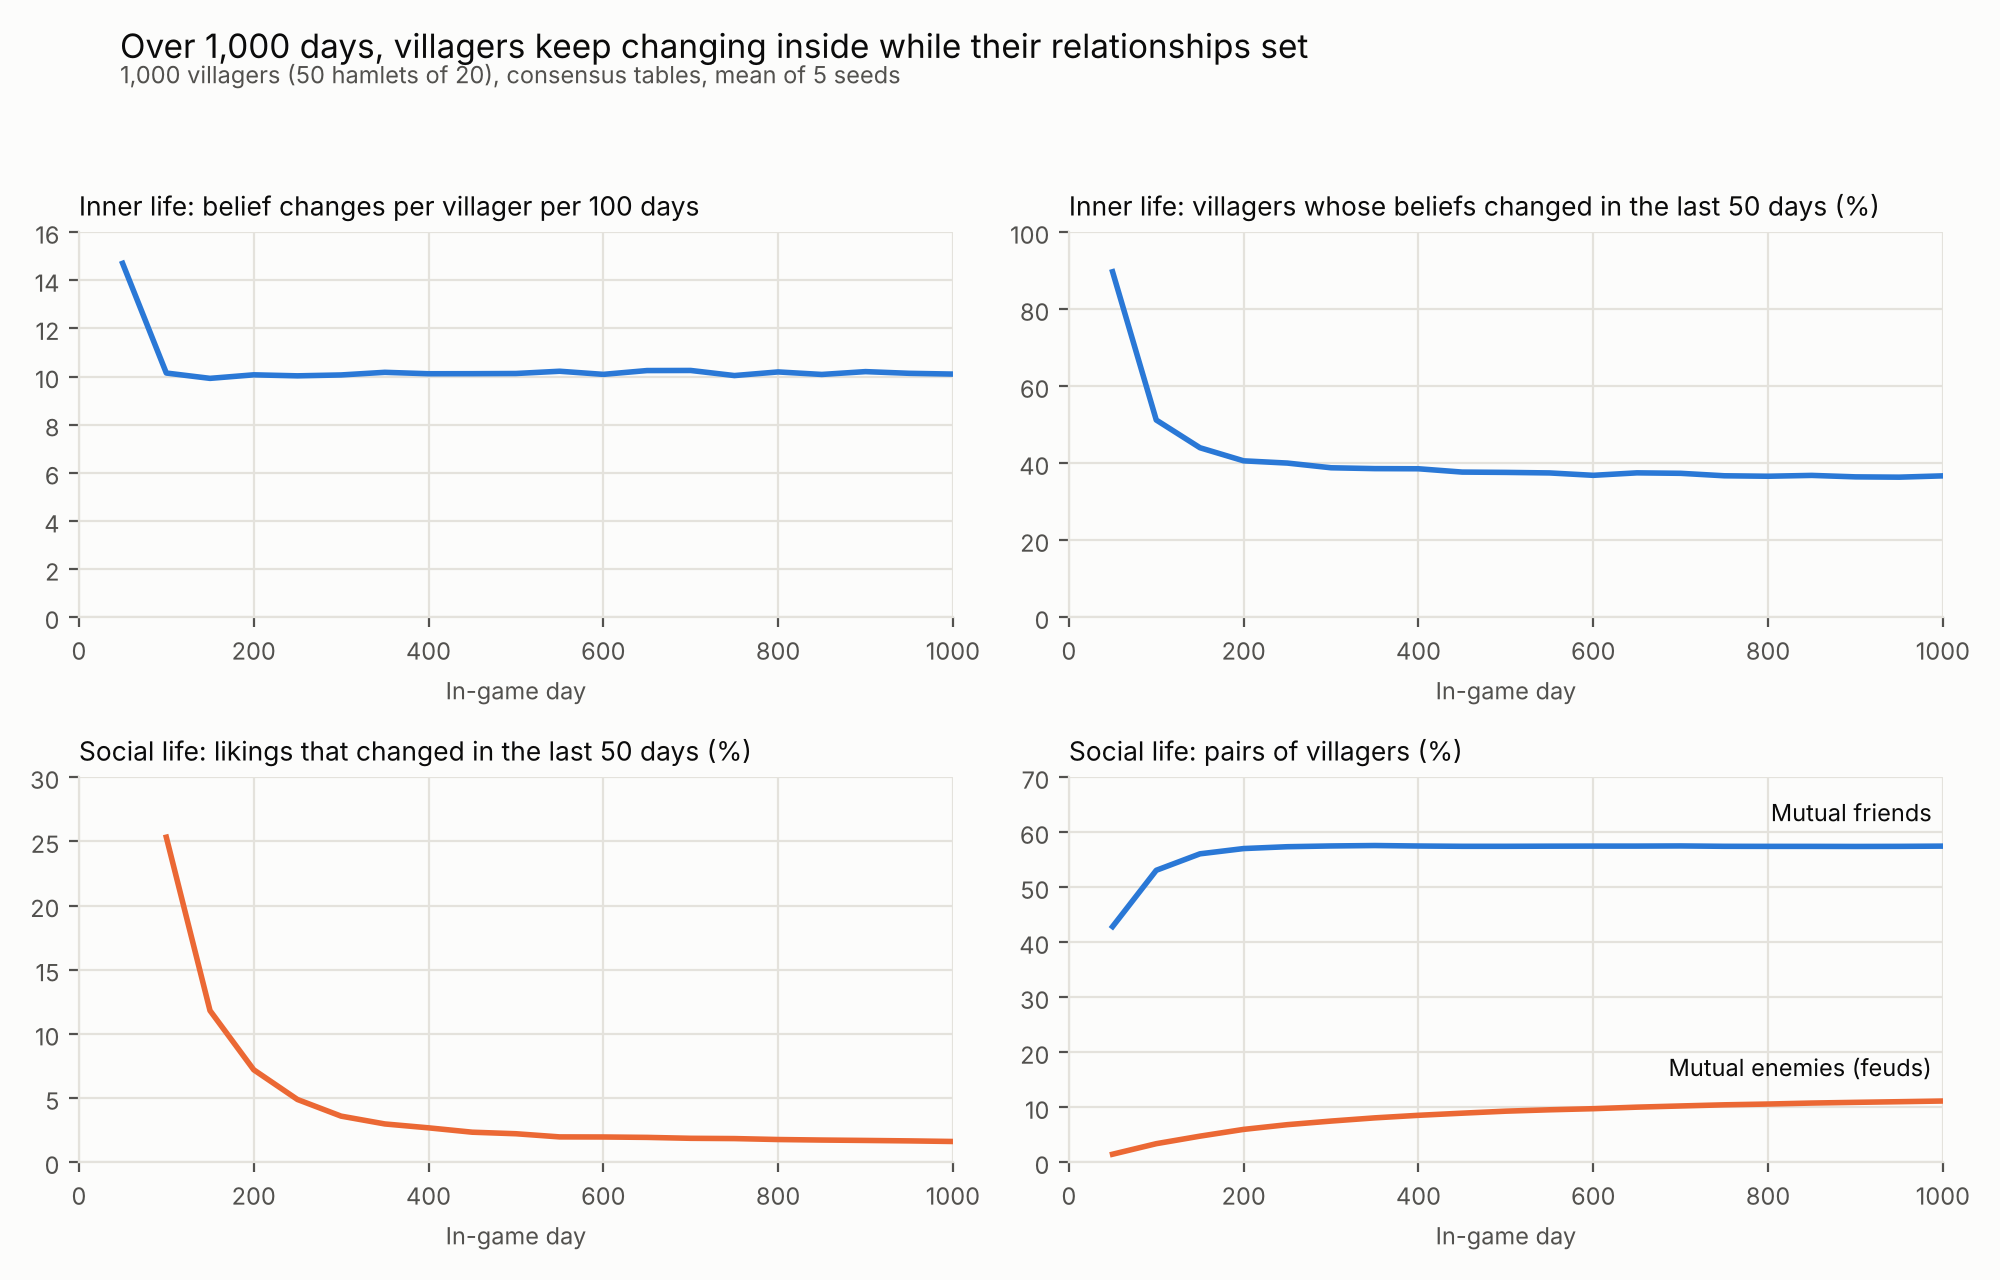 Over 1,000 days, villagers keep changing inside while their relationships set
1,000 villagers (50 hamlets of 20), consensus tables, mean of 5 seeds
Inner life: belief changes per villager per 100 days
16
14
12
10
8
6
4
2
0
0 200 400 600 800 1000
In-game day
Inner life: villagers whose beliefs changed in the last 50 days (%)
100
80
60
40
20
0
0 200 400 600 800 1000
In-game day
Social life: likings that changed in the last 50 days (%)
30
25
20
15
10
5
0
0 200 400 600 800 1000
In-game day
Social life: pairs of villagers (%)
70
60
50
40
30
20
10
0
Mutual friends
Mutual enemies (feuds)
0 200 400 600 800 1000
In-game day